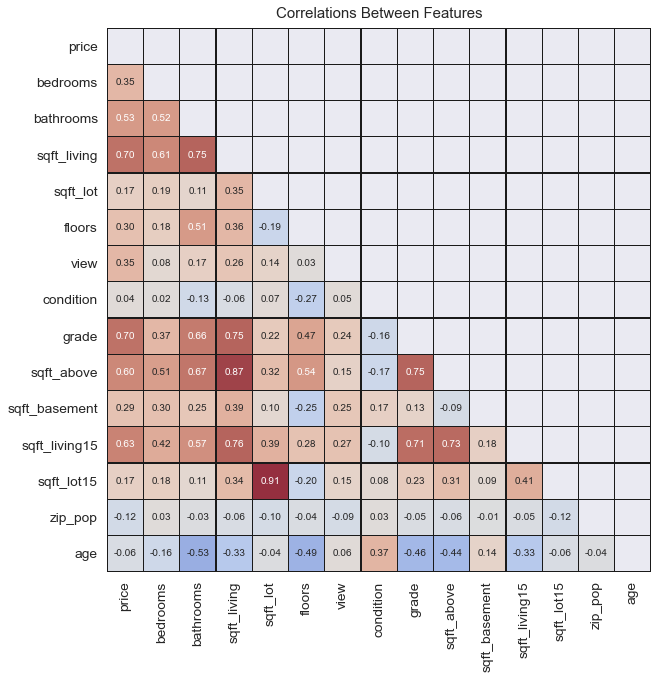 Correlations Between Features
price
bedrooms 0.35
bathrooms 0.53 0.52
sqft_living 0.70 0.61 0.75
sqft_lot 0.17 0.19 0.11 0.35
floors 0.30 0.18 0.51 0.36 -0.19
view 0.35 0.08 0.17 0.26 0.14 0.03
condition 0.04 0.02 -0.13 -0.06 0.07 -0.27 0.05
grade 0.70 0.37 0.66 0.75 0.22 0.47 0.24 -0.16
sqft_above 0.60 0.51 0.67 0.87 0.32 0.54 0.15 -0.17 0.75
sqft_basement 0.29 0.30 0.25 0.39 0.10 -0.25 0.25 0.17 0.13 -0.09
sqft_living15 0.63 0.42 0.57 0.76 0.39 0.28 0.27 -0.10 0.71 0.73 0.18
sqft_lot15 0.17 0.18 0.11 0.34 0.91 -0.20 0.15 0.08 0.23 0.31 0.09 0.41
zip_pop -0.12 0.03 -0.03 -0.06 -0.10 -0.04 -0.09 0.03 -0.05 -0.06 -0.01 -0.05 -0.12
age -0.06 -0.16 -0.53 -0.33 -0.04 -0.49 0.06 0.37 -0.46 -0.44 0.14 -0.33 -0.06 -0.04
price bedrooms bathrooms sqft_living sqft_lot floors view condition grade sqft_above sqft_basement sqft_living15 sqft_lot15 zip_pop age